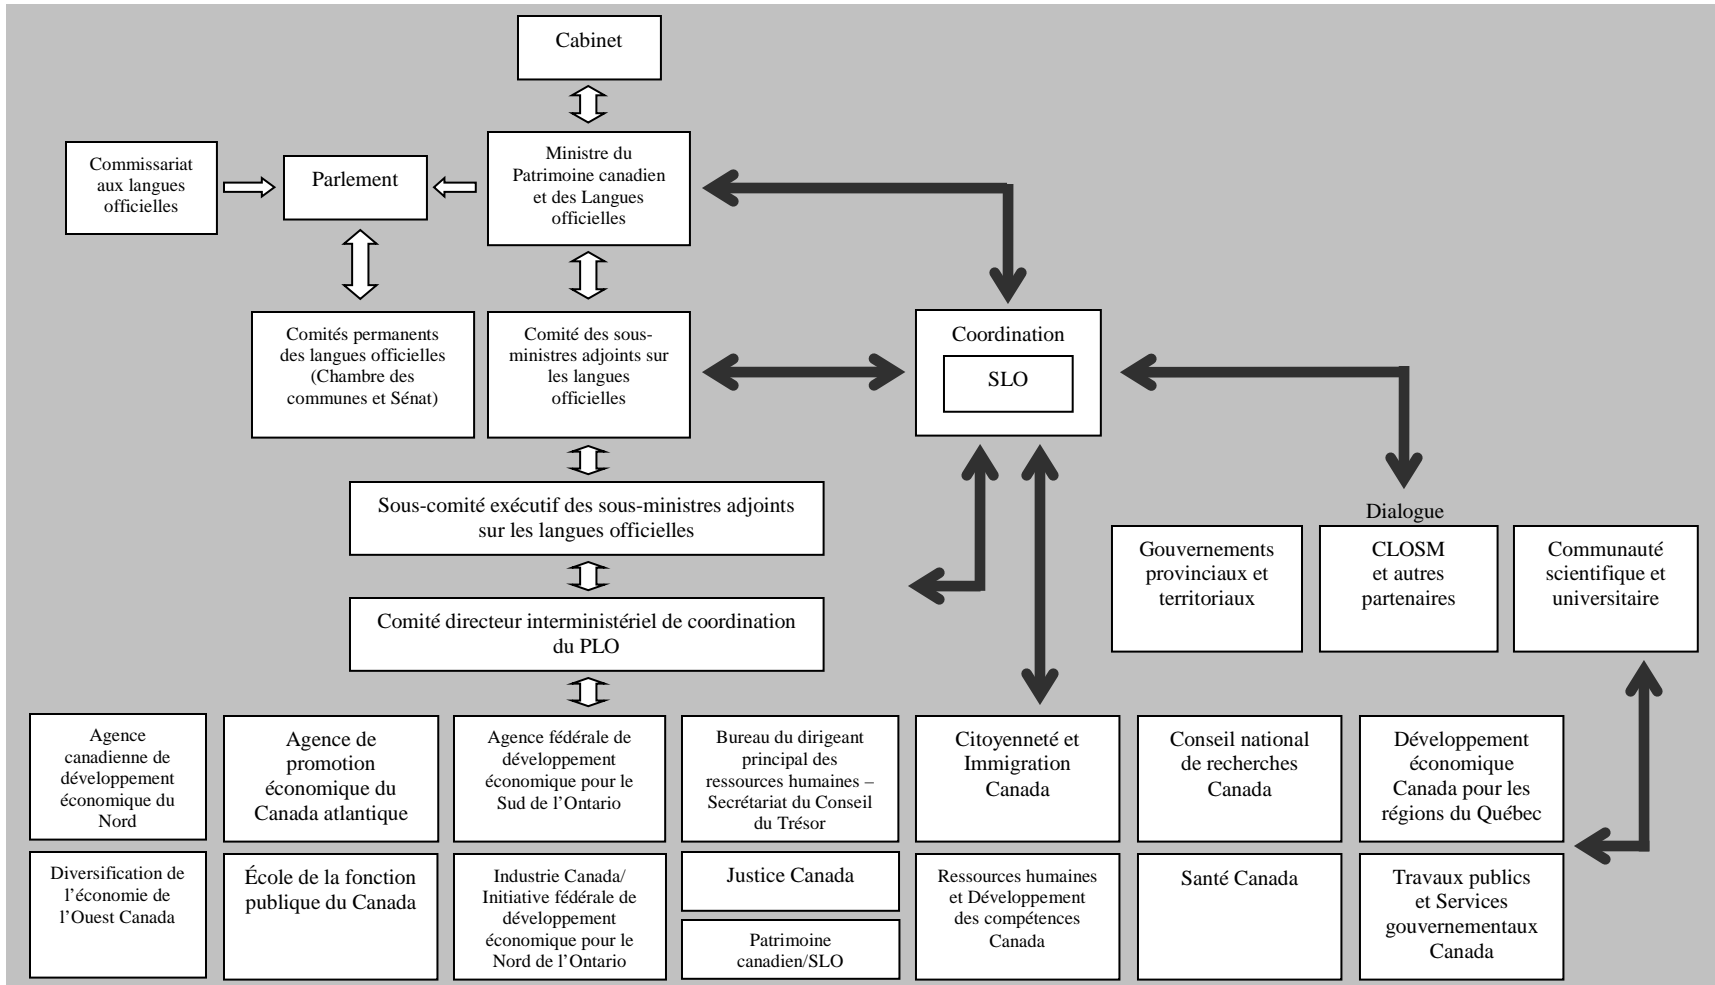 Cabinet
Commissariat
aux langues
officielles
Parlement
Ministre du
Patrimoine canadien
et des Langues
officielles
Comités permanents
des langues officielles
(Chambre des
communes et Sénat)
Comité des sous-
ministres adjoints sur
les langues
officielles
Coordination
SLO
Sous-comité exécutif des sous-ministres adjoints
sur les langues officielles
Dialogue
Gouvernements
provinciaux et
territoriaux
CLOSM
et autres
partenaires
Communauté
scientifique et
universitaire
Comité directeur interministériel de coordination
du PLO
Agence
canadienne de
développement
économique du
Nord
Agence de
promotion
économique du
Canada atlantique
Agence fédérale de
développement
économique pour le
Sud de l’Ontario
Bureau du dirigeant
principal des
ressources humaines –
Secrétariat du Conseil
du Trésor
Citoyenneté et
Immigration
Canada
Conseil national
de recherches
Canada
Développement
économique
Canada pour les
régions du Québec
Diversification de
l’économie de
l’Ouest Canada
École de la fonction
publique du Canada
Industrie Canada/
Initiative fédérale de
développement
économique pour le
Nord de l’Ontario
Justice Canada
Patrimoine
canadien/SLO
Ressources humaines
et Développement
des compétences
Canada
Santé Canada
Travaux publics
et Services
gouvernementaux
Canada